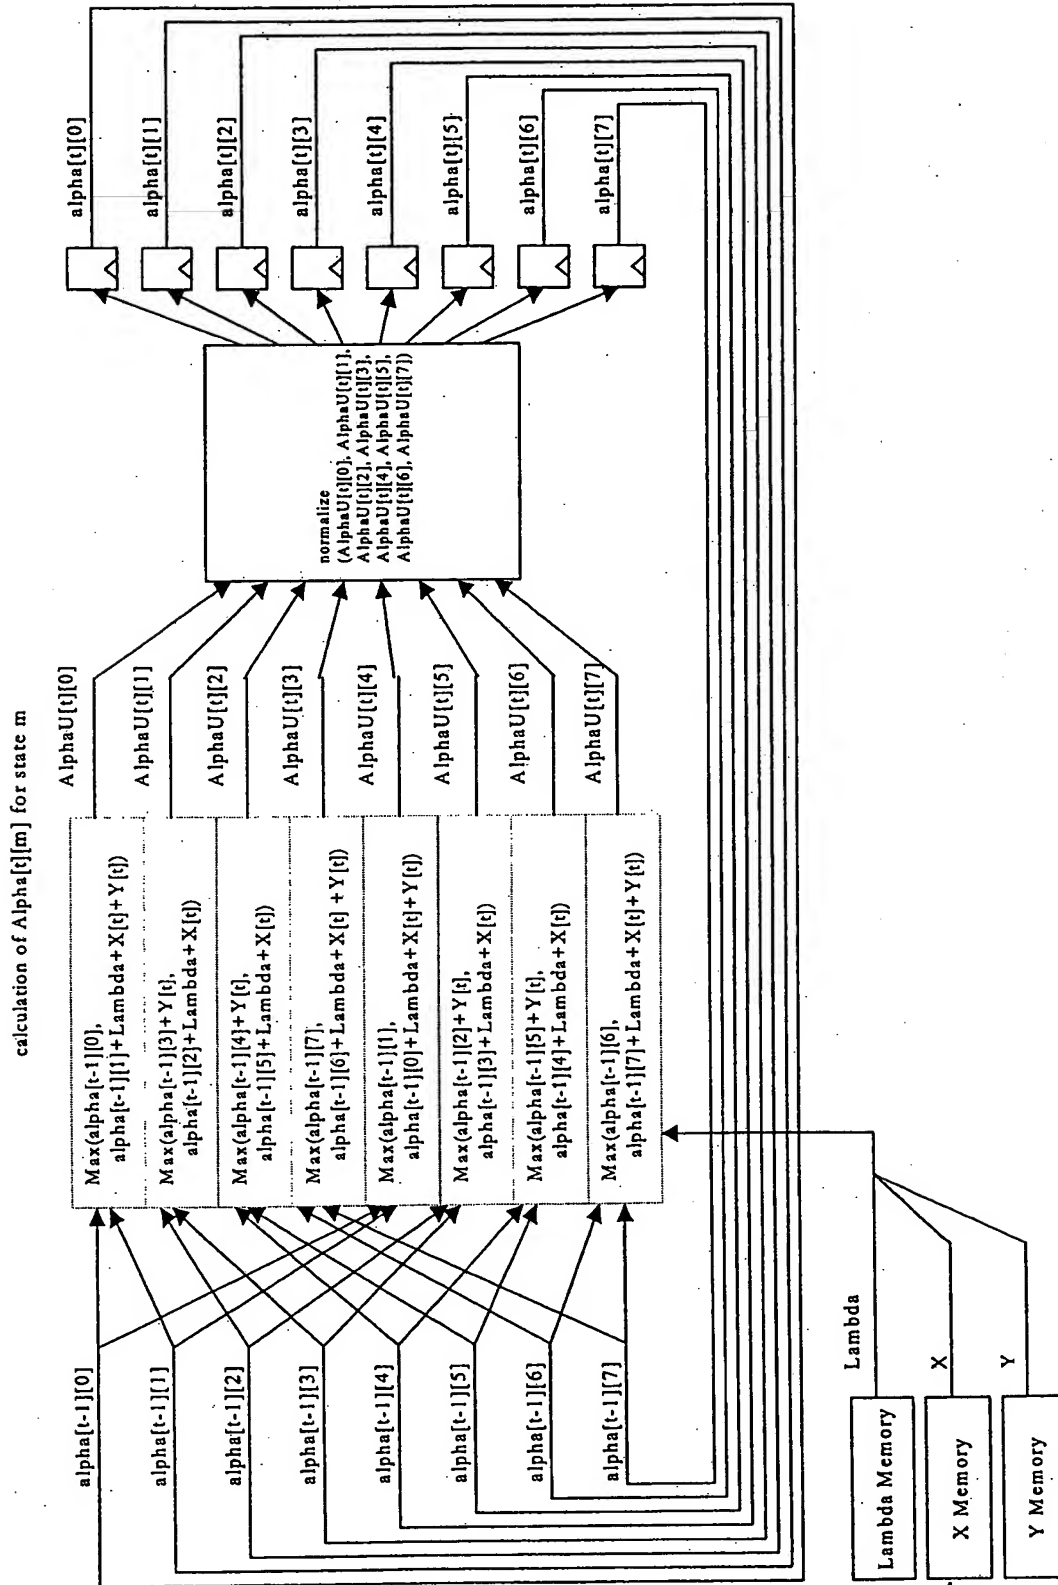 calculation of Alpha[t][m] for state m
alpha[t-1][0]
alpha[t-1][1]
alpha[t-1][2]
alpha[t-1][3]
alpha[t-1][4]
alpha[t-1][5]
alpha[t-1][6]
alpha[t-1][7]
Max(alpha[t-1][0],
alpha[t-1][1]+Lambda+X[t]+Y[t])
Max(alpha[t-1][3]+Y[t],
alpha[t-1][2]+Lambda+X[t])
Max(alpha[t-1][4]+Y[t],
alpha[t-1][5]+Lambda+X[t])
Max(alpha[t-1][7],
alpha[t-1][6]+Lambda+X[t] +Y[t])
Max(alpha[t-1][1],
alpha[t-1][0]+Lambda+X[t]+Y[t])
Max(alpha[t-1][2]+Y[t],
alpha[t-1][3]+Lambda+X[t])
Max(alpha[t-1][5]+Y[t],
alpha[t-1][4]+Lambda+X[t])
Max(alpha[t-1][6],
alpha[t-1][7]+Lambda+X[t]+Y[t])
AlphaU[t][0]
AlphaU[t][1]
AlphaU[t][2]
AlphaU[t][3]
AlphaU[t][4]
AlphaU[t][5]
AlphaU[t][6]
AlphaU[t][7]
normalize
(AlphaU[t][0], AlphaU[t][1],
AlphaU[t][2], AlphaU[t][3],
AlphaU[t][4], AlphaU[t][5],
AlphaU[t][6], AlphaU[t][7])
alpha[t][0]
alpha[t][1]
alpha[t][2]
alpha[t][3]
alpha[t][4]
alpha[t][5]
alpha[t][6]
alpha[t][7]
Lambda Memory
Lambda
X Memory
X
Y Memory
Y